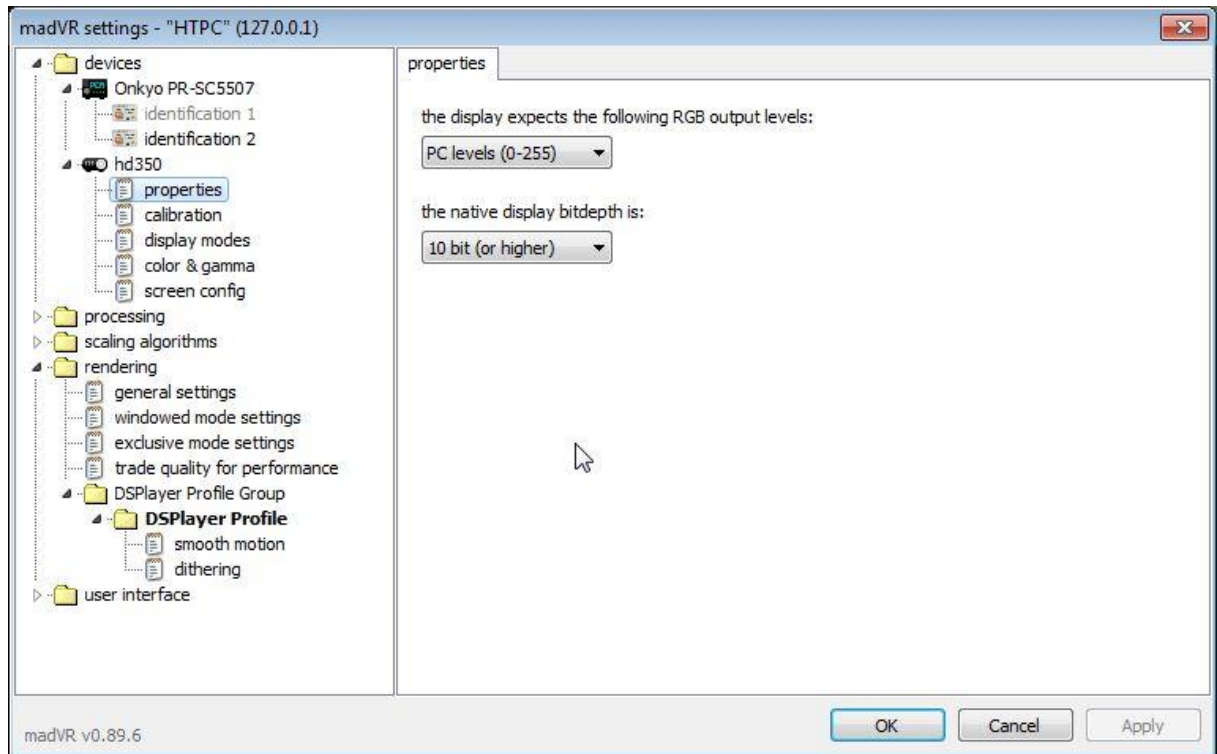 madVR settings - "HTPC" (127.0.0.1)
devices
Onkyo PR-SC5507
identification 1
identification 2
hd350
properties
calibration
display modes
color & gamma
screen config
processing
scaling algorithms
rendering
general settings
windowed mode settings
exclusive mode settings
trade quality for performance
DSPlayer Profile Group
DSPlayer Profile
smooth motion
dithering
user interface
properties
the display expects the following RGB output levels:
PC levels (0-255)
the native display bitdepth is:
10 bit (or higher)
madVR v0.89.6
OK
Cancel
Apply